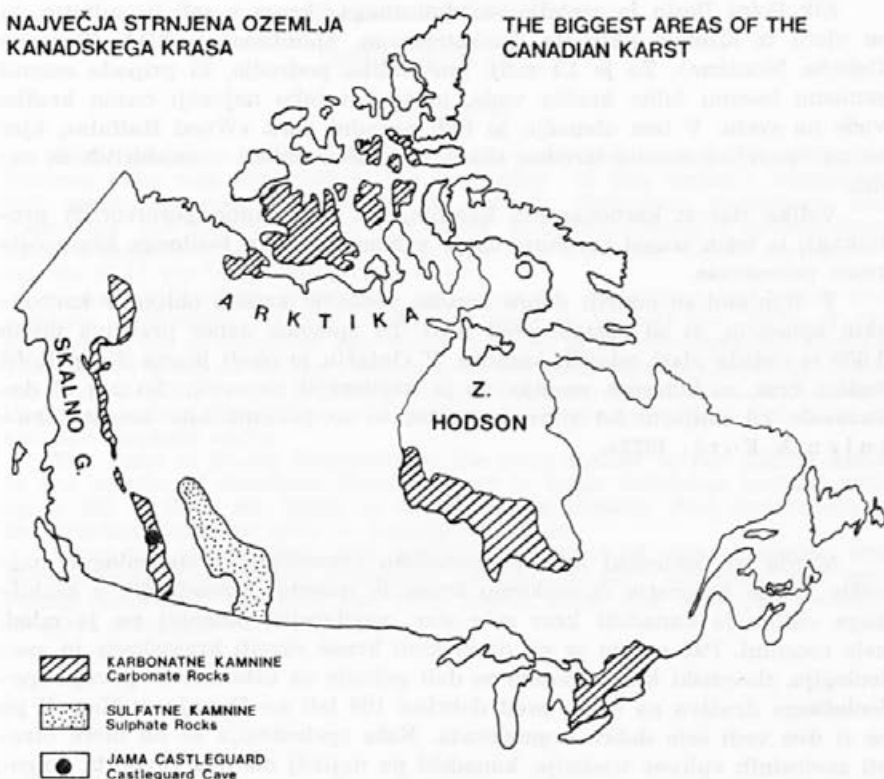 NAJVEČJA STRNJENA OZEMLJA
KANADSKEGA KRASA
THE BIGGEST AREAS OF THE
CANADIAN KARST
ARKTIKA
SKALNO G.
Z.
HODSON
KARBONATNE KAMNINE
Carbonate Rocks
SULFATNE KAMNINE
Sulphate Rocks
JAMA CASTLEGUARD
Castleguard Cave